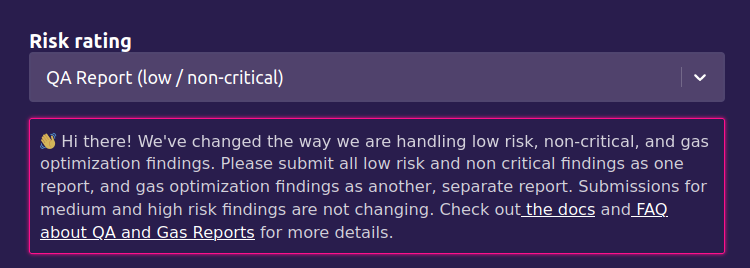 Risk rating
QA Report (low / non-critical)
👋 Hi there! We've changed the way we are handling low risk, non-critical, and gas
optimization findings. Please submit all low risk and non critical findings as one
report, and gas optimization findings as another, separate report. Submissions for
medium and high risk findings are not changing. Check out the docs and FAQ
about QA and Gas Reports for more details.